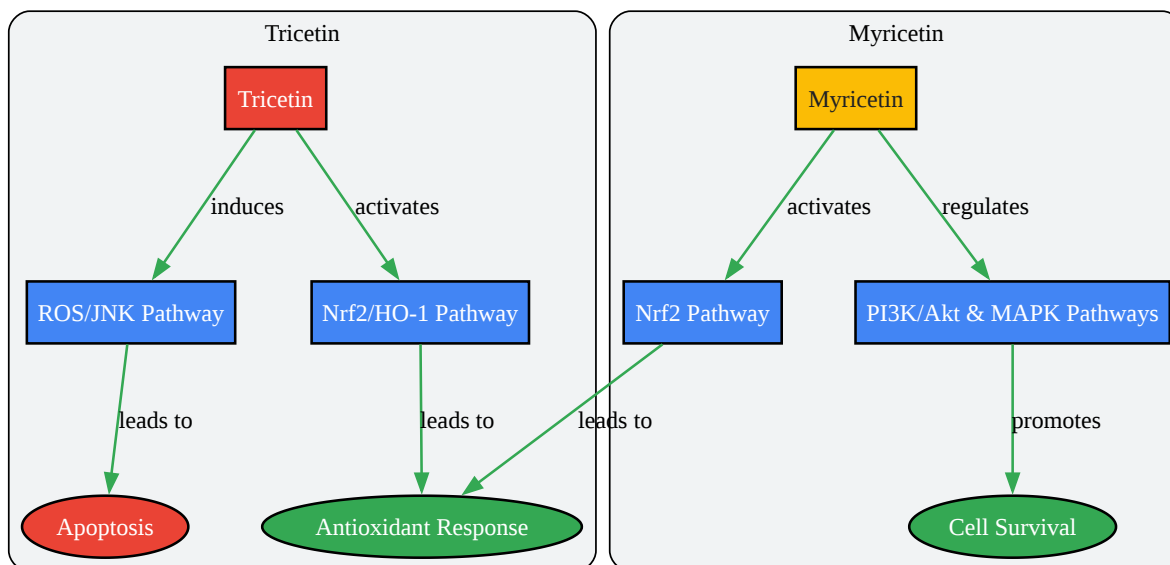 Tricetin
Myricetin
Tricetin
Myricetin
induces
activates
activates
regulates
ROS/JNK Pathway
Nrf2/HO-1 Pathway
Nrf2 Pathway
PI3K/Akt & MAPK Pathways
leads to
leads to
leads to
promotes
Apoptosis
Antioxidant Response
Cell Survival